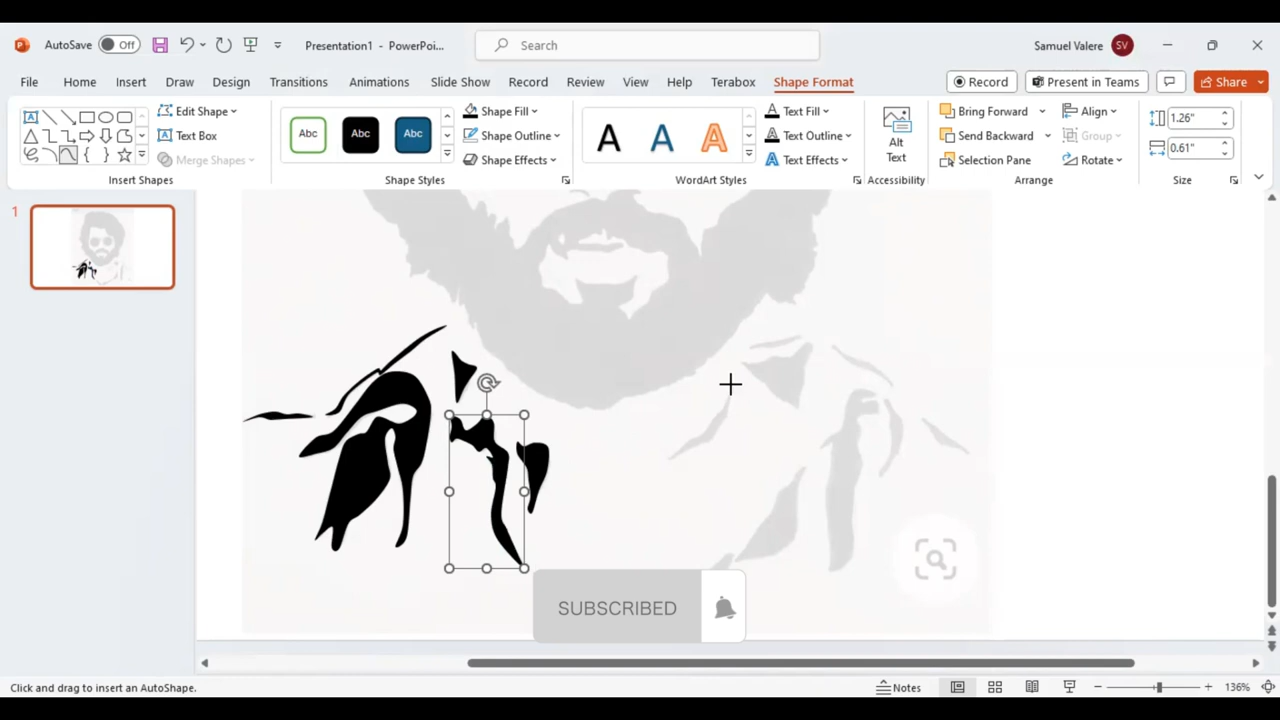 AutoSave Off Presentation1 - PowerPoi... Search Samuel Valere SV
File Home Insert Draw Design Transitions Animations Slide Show Record Review View Help Terabox Shape Format Record Present in Teams Share
Edit Shape Abc Abc Abc Shape Fill A A A Text Fill Alt Text Bring Forward Align 1.26"
Text Box Shape Outline Text Outline Send Backward Group
Merge Shapes Shape Effects Text Effects Selection Pane Rotate 0.61"
Insert Shapes Shape Styles WordArt Styles Accessibility Arrange Size
1
SUBSCRIBED
Click and drag to insert an AutoShape. Notes 136%